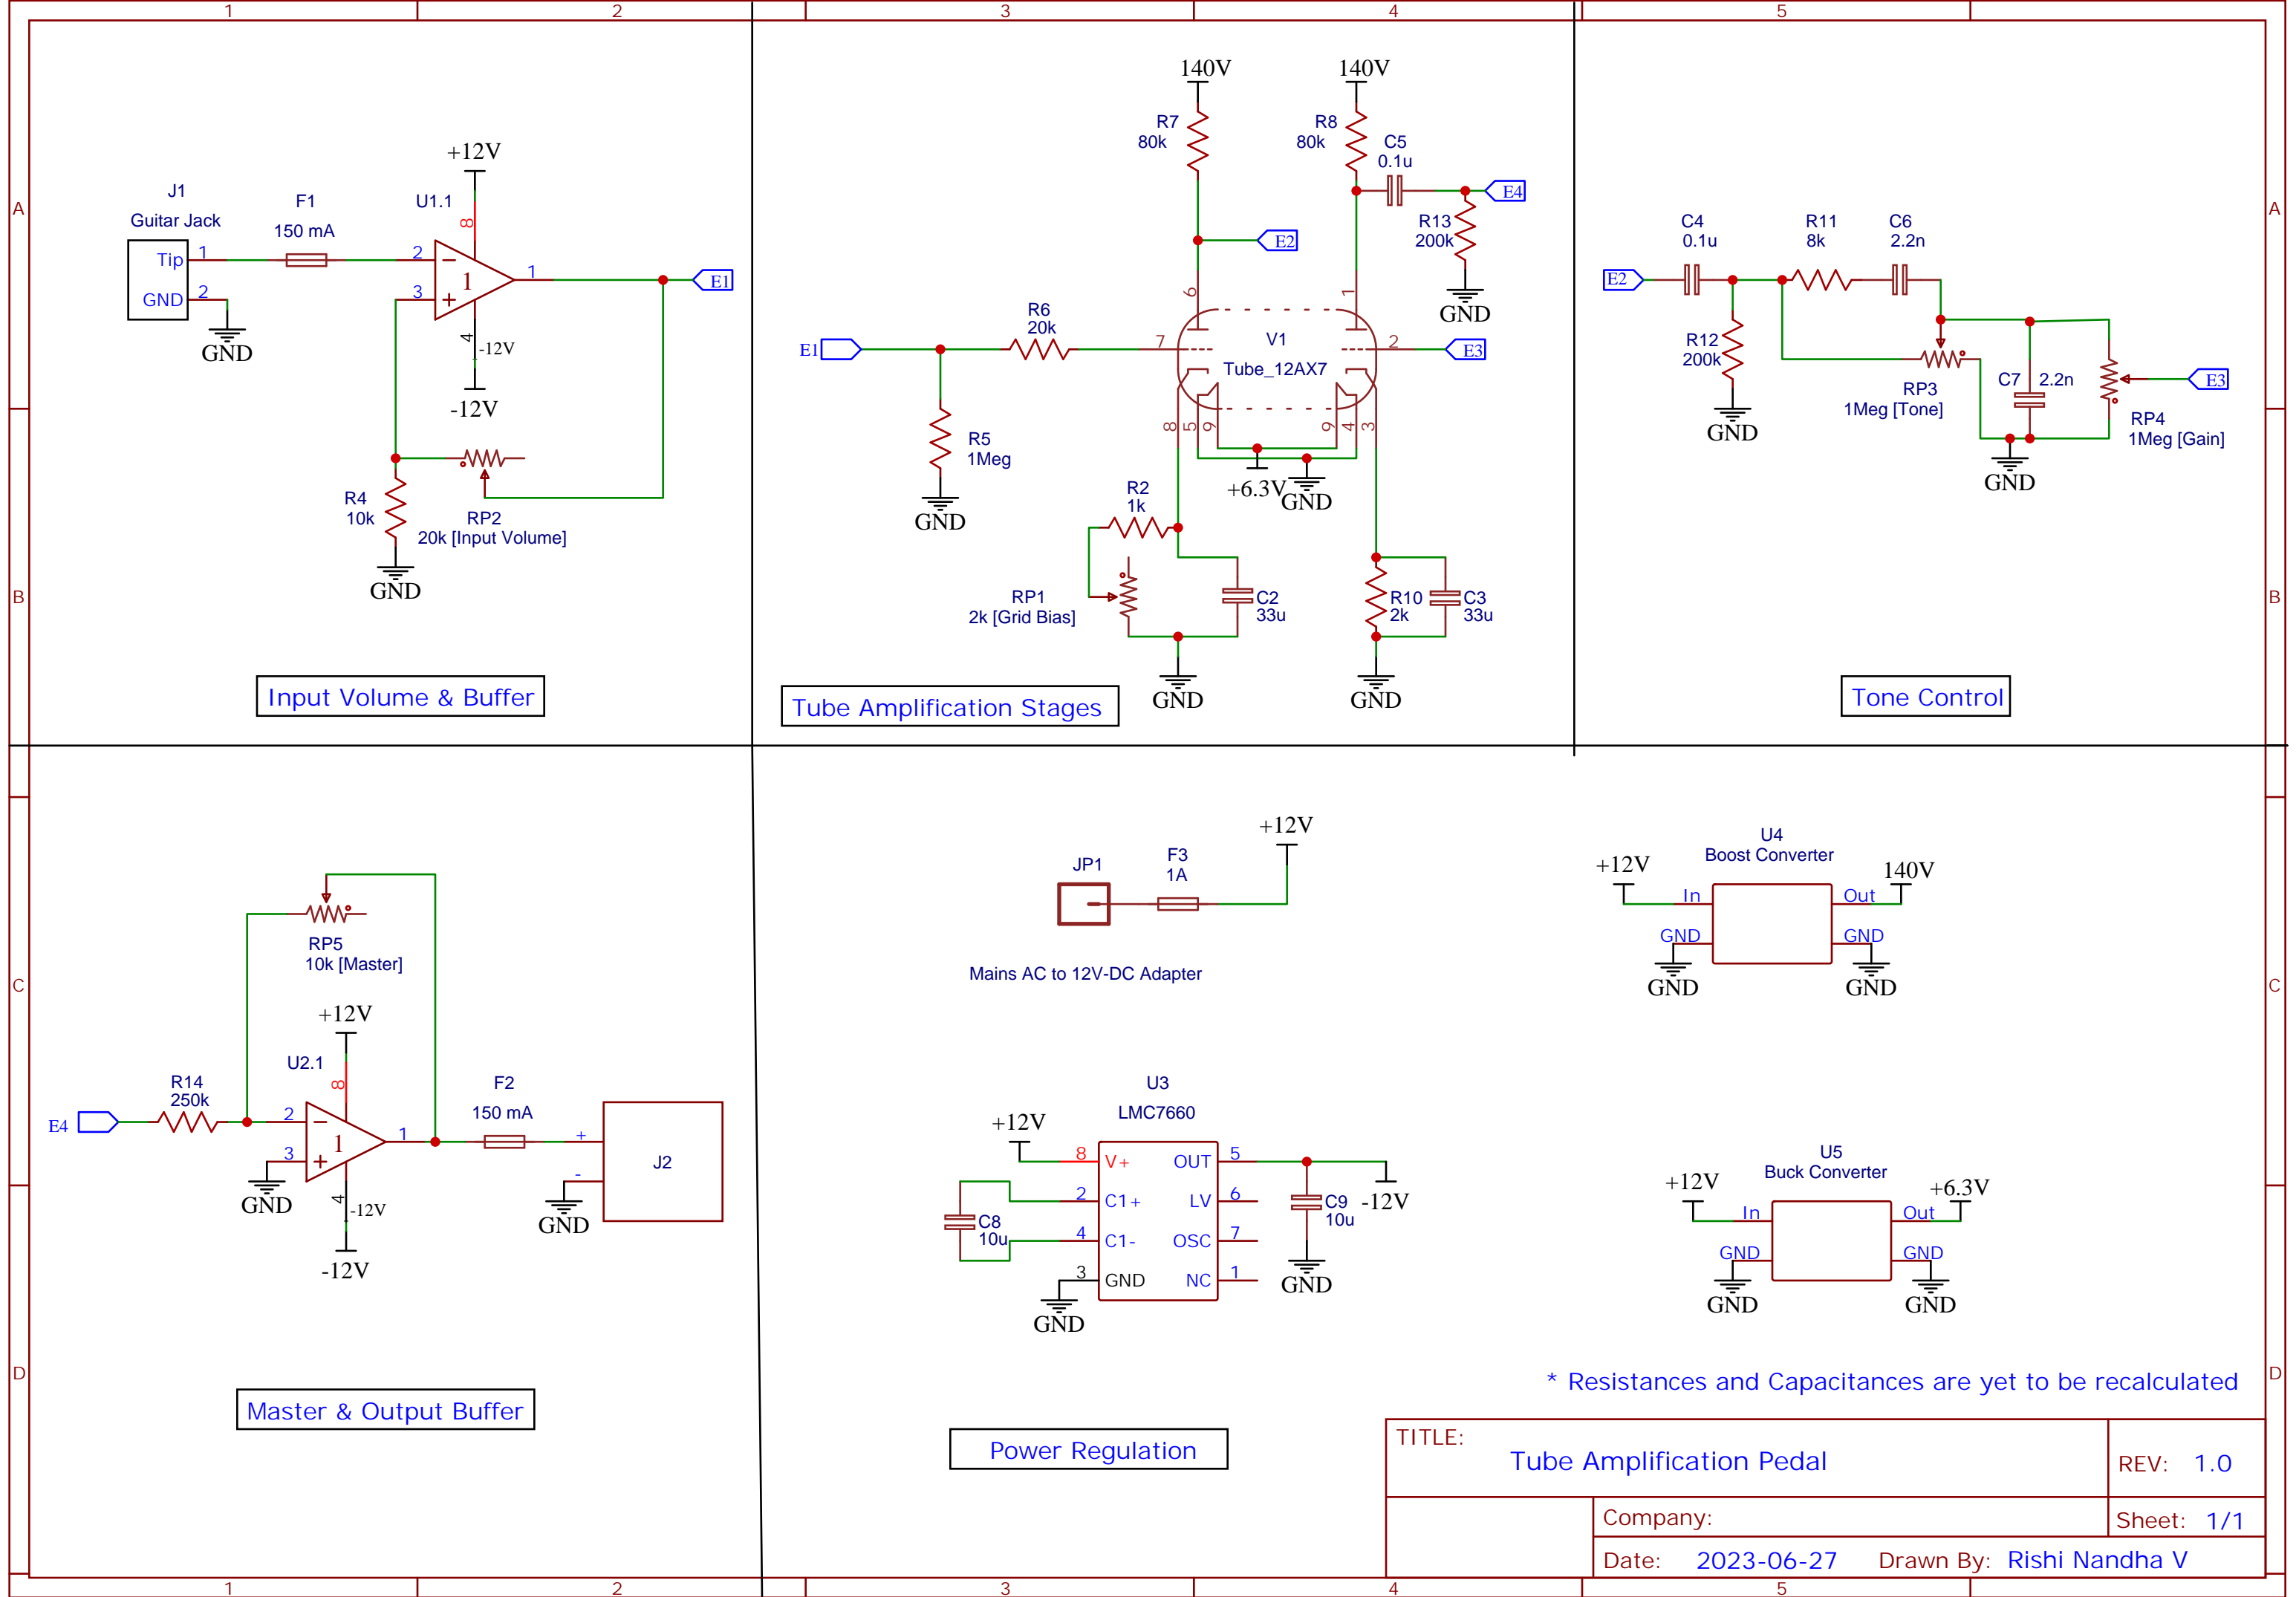 1
2
3
4
5
A
B
C
D
A
B
C
D
1
2
3
4
5
J1
Guitar Jack
Tip
GND
1
2
GND
F1
150 mA
U1.1
+12V
8
2
3
1
1
4
-12V
-12V
E1
R4
10k
RP2
20k [Input Volume]
GND
Input Volume & Buffer
140V
140V
R7
80k
R8
80k
C5
0.1u
E4
R13
200k
GND
E2
6
1
R6
20k
E1
7
V1
Tube_12AX7
2
E3
8
5
9
9
4
3
R5
1Meg
GND
+6.3V
GND
R2
1k
RP1
2k [Grid Bias]
C2
33u
R10
2k
C3
33u
GND
GND
Tube Amplification Stages
C4
0.1u
R11
8k
C6
2.2n
E2
R12
200k
GND
RP3
1Meg [Tone]
C7
2.2n
E3
RP4
1Meg [Gain]
GND
Tone Control
RP5
10k [Master]
+12V
U2.1
8
R14
250k
E4
2
3
1
1
4
-12V
-12V
GND
F2
150 mA
+
-
J2
GND
Master & Output Buffer
JP1
F3
1A
+12V
Mains AC to 12V-DC Adapter
U3
LMC7660
+12V
8
V+
OUT
5
2
C1+
LV
6
4
C1-
OSC
7
3
GND
NC
1
C8
10u
GND
C9
10u
-12V
GND
U4
Boost Converter
+12V
140V
In
Out
GND
GND
GND
GND
U5
Buck Converter
+12V
+6.3V
In
Out
GND
GND
GND
GND
Power Regulation
* Resistances and Capacitances are yet to be recalculated
TITLE:
Tube Amplification Pedal
REV: 1.0
Company:
Sheet: 1/1
Date: 2023-06-27
Drawn By: Rishi Nandha V